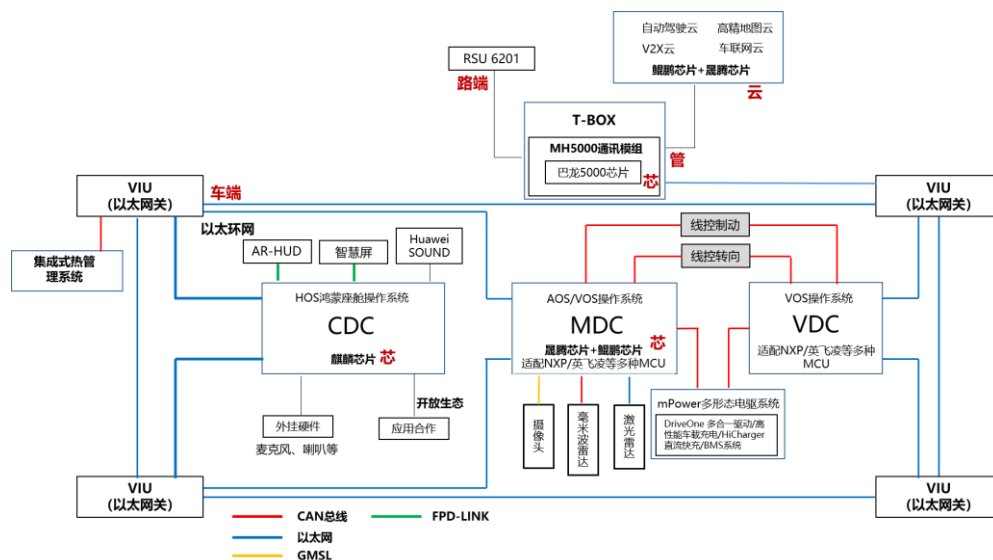 自动驾驶云 高精地图云
V2X云 车联网云
鲲鹏芯片+晟腾芯片
云
RSU 6201
路端
T-BOX
MH5000通讯模组
巴龙5000芯片
芯
管
VIU
（以太网关）
车端
VIU
（以太网关）
以太环网
集成式热管
理系统
AR-HUD
智慧屏
Huawei
SOUND
线控制动
线控转向
HOS鸿蒙座舱操作系统
CDC
麒麟芯片
芯
AOS/VOS操作系统
MDC
晟腾芯片+鲲鹏芯片
芯
适配NXP/英飞凌等多种MCU
VOS操作系统
VDC
适配NXP/英飞凌等多种
MCU
开放生态
外挂硬件
麦克风、喇叭等
应用合作
摄像头
毫米波雷达
激光雷达
mPower多形态电驱系统
DriveOne 多合一驱动/高
性能车载充电/HiCharger
直流快充/BMS系统
VIU
（以太网关）
VIU
（以太网关）
CAN总线
FPD-LINK
以太网
GMSL